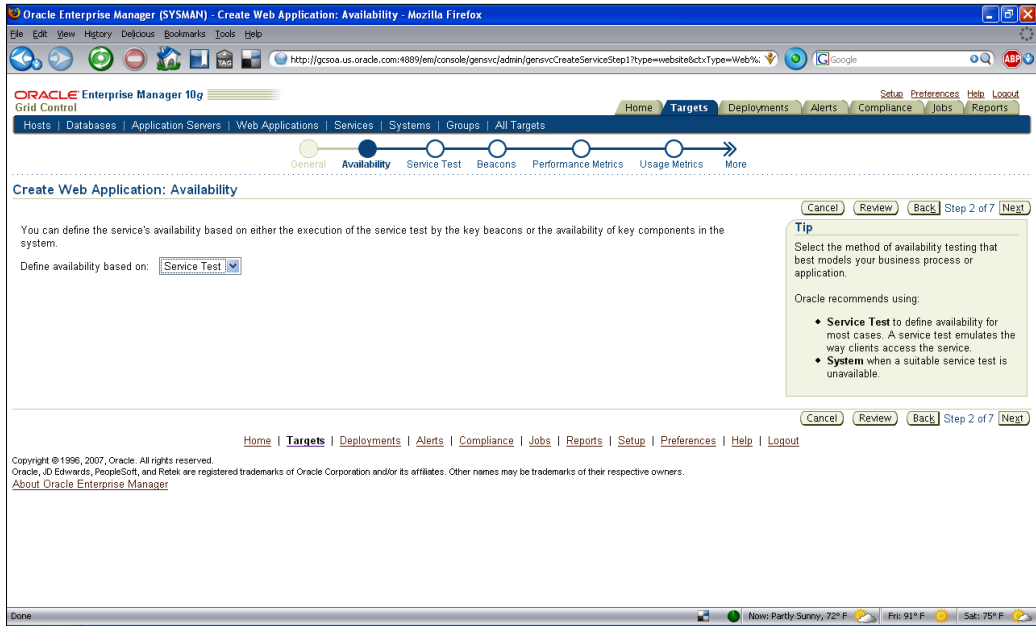 Oracle Enterprise Manager (SYSMAN) - Create Web Application: Availability - Mozilla Firefox
File Edit View History Delicious Bookmarks Tools Help
TAG http://gcsoa.us.oracle.com:4889/em/console/gensvc/admin/gensvcCreateServiceStep1?type=website&ctxType=Web%: G Google ABP
ORACLE Enterprise Manager 10g
Grid Control
Setup Preferences Help Logout
Home Targets Deployments Alerts Compliance Jobs Reports
Hosts | Databases | Application Servers | Web Applications | Services | Systems | Groups | All Targets
General Availability Service Test Beacons Performance Metrics Usage Metrics More
Create Web Application: Availability
Cancel Review Back Step 2 of 7 Next
You can define the service's availability based on either the execution of the service test by the key beacons or the availability of key components in the
system.
Define availability based on: Service Test
Tip
Select the method of availability testing that
best models your business process or
application.
Oracle recommends using:
Service Test to define availability for
most cases. A service test emulates the
way clients access the service.
System when a suitable service test is
unavailable.
Cancel Review Back Step 2 of 7 Next
Home | Targets | Deployments | Alerts | Compliance | Jobs | Reports | Setup | Preferences | Help | Logout
Copyright © 1996, 2007, Oracle. All rights reserved.
Oracle, JD Edwards, PeopleSoft, and Retek are registered trademarks of Oracle Corporation and/or its affiliates. Other names may be trademarks of their respective owners.
About Oracle Enterprise Manager
Done Now: Partly Sunny, 72° F Fri: 91° F Sat: 75° F